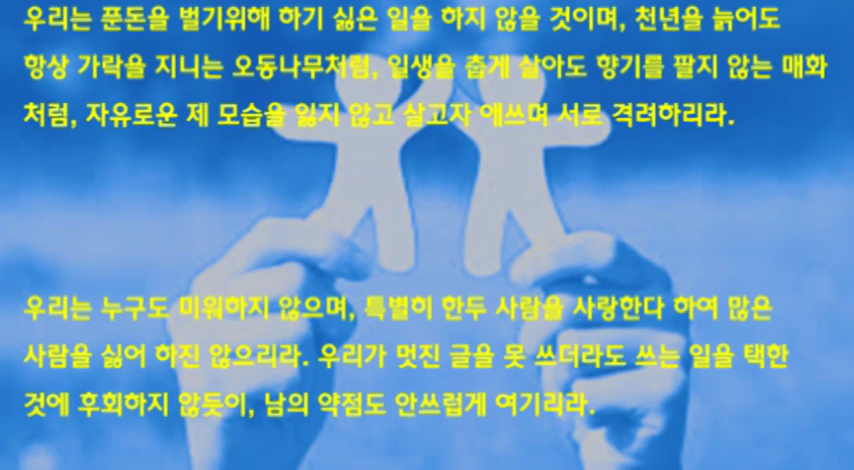 우리는 푼돈을 벌기위해 하기 싫은 일을 하지 않을 것이며, 천년을 늙어도
항상 가락을 지니는 오동나무처럼, 일생을 춥게 살아도 향기를 팔지 않는 매화
처럼, 자유로운 제 모습을 잃지 않고 살고자 애쓰며 서로 격려하리라.
우리는 누구도 미워하지 않으며, 특별히 한두 사람을 사랑한다 하여 많은
사람을 싫어 하진 않으리라. 우리가 멋진 글을 못 쓰더라도 쓰는 일을 택한
것에 후회하지 않듯이, 남의 약점도 안쓰럽게 여기리라.